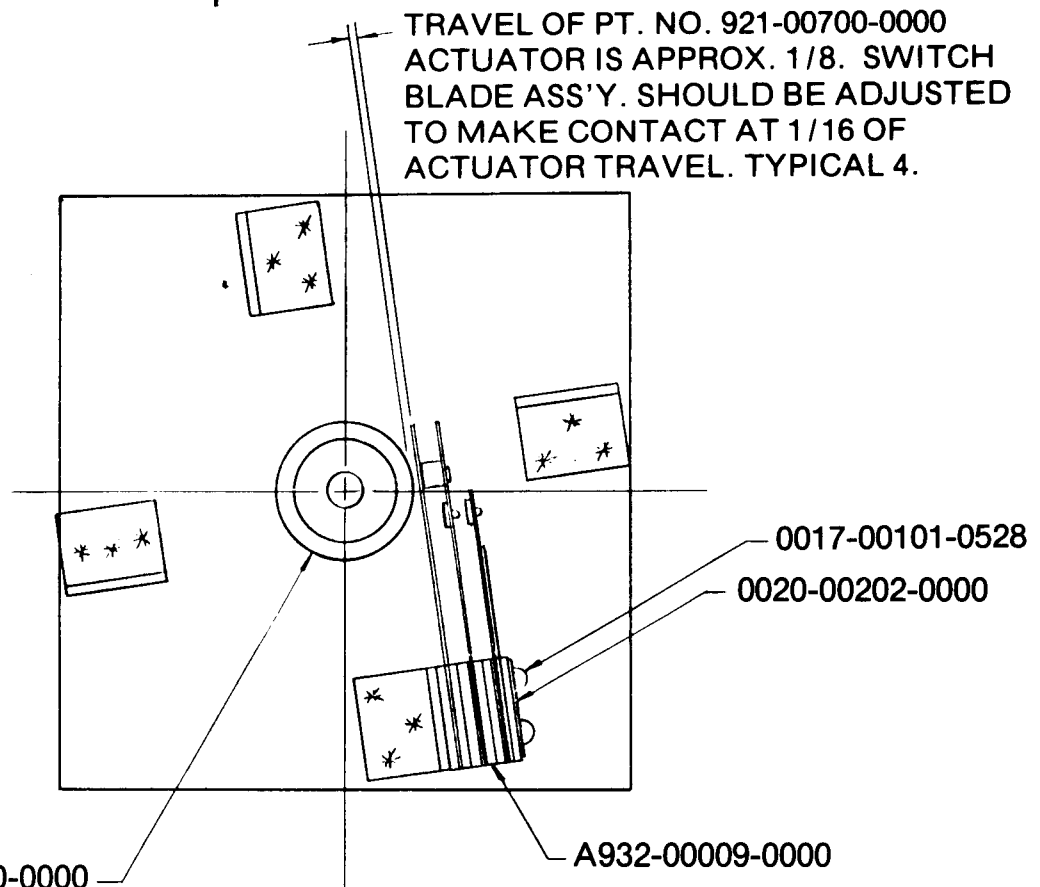 TRAVEL OF PT. NO. 921-00700-0000
ACTUATOR IS APPROX. 1/8. SWITCH
BLADE ASS'Y. SHOULD BE ADJUSTED
TO MAKE CONTACT AT 1/16 OF
ACTUATOR TRAVEL. TYPICAL 4.
0017-00101-0528
0020-00202-0000
A932-00009-0000
0-0000